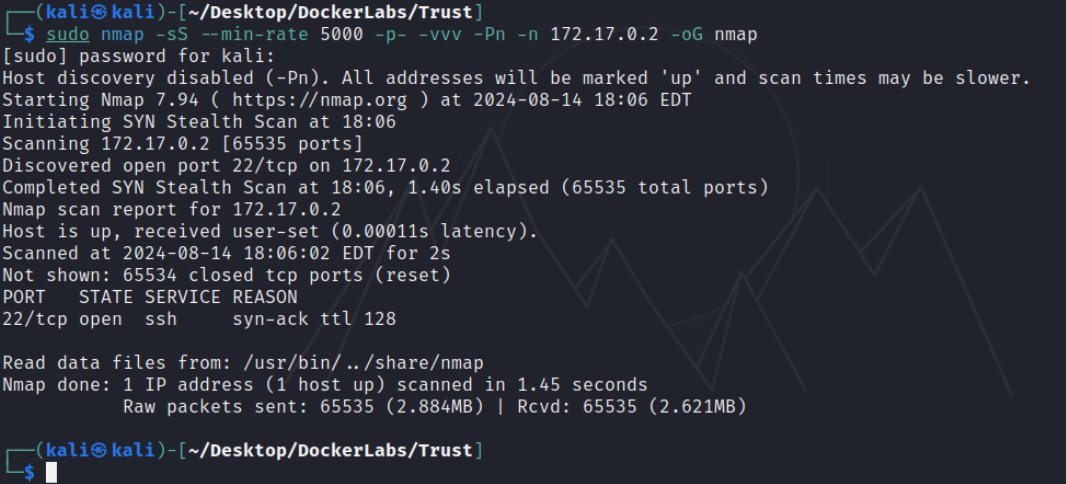 ┌──(kali㉿kali)-[~/Desktop/DockerLabs/Trust]
└─$ sudo nmap -sS --min-rate 5000 -p- -vvv -Pn -n 172.17.0.2 -oG nmap
[sudo] password for kali:
Host discovery disabled (-Pn). All addresses will be marked 'up' and scan times may be slower.
Starting Nmap 7.94 ( https://nmap.org ) at 2024-08-14 18:06 EDT
Initiating SYN Stealth Scan at 18:06
Scanning 172.17.0.2 [65535 ports]
Discovered open port 22/tcp on 172.17.0.2
Completed SYN Stealth Scan at 18:06, 1.40s elapsed (65535 total ports)
Nmap scan report for 172.17.0.2
Host is up, received user-set (0.00011s latency).
Scanned at 2024-08-14 18:06:02 EDT for 2s
Not shown: 65534 closed tcp ports (reset)
PORT   STATE SERVICE REASON
22/tcp open  ssh     syn-ack ttl 128

Read data files from: /usr/bin/../share/nmap
Nmap done: 1 IP address (1 host up) scanned in 1.45 seconds
           Raw packets sent: 65535 (2.884MB) | Rcvd: 65535 (2.621MB)

┌──(kali㉿kali)-[~/Desktop/DockerLabs/Trust]
└─$